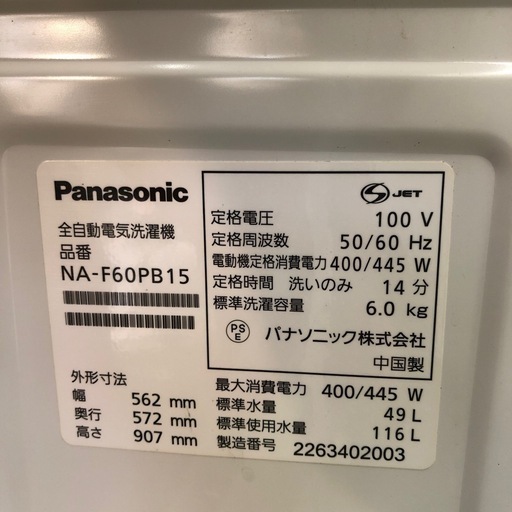 Panasonic
全自動電気洗濯機
品番
NA-F60PB15
外形寸法
幅 562 mm
奥行 572 mm
高さ 907 mm
S JET
定格電圧 100 V
定格周波数 50/60 Hz
電動機定格消費電力 400/445 W
定格時間 洗いのみ 14分
標準洗濯容量 6.0 kg
PS E パナソニック株式会社
中国製
最大消費電力 400/445 W
標準水量 49 L
標準使用水量 116 L
製造番号 2263402003